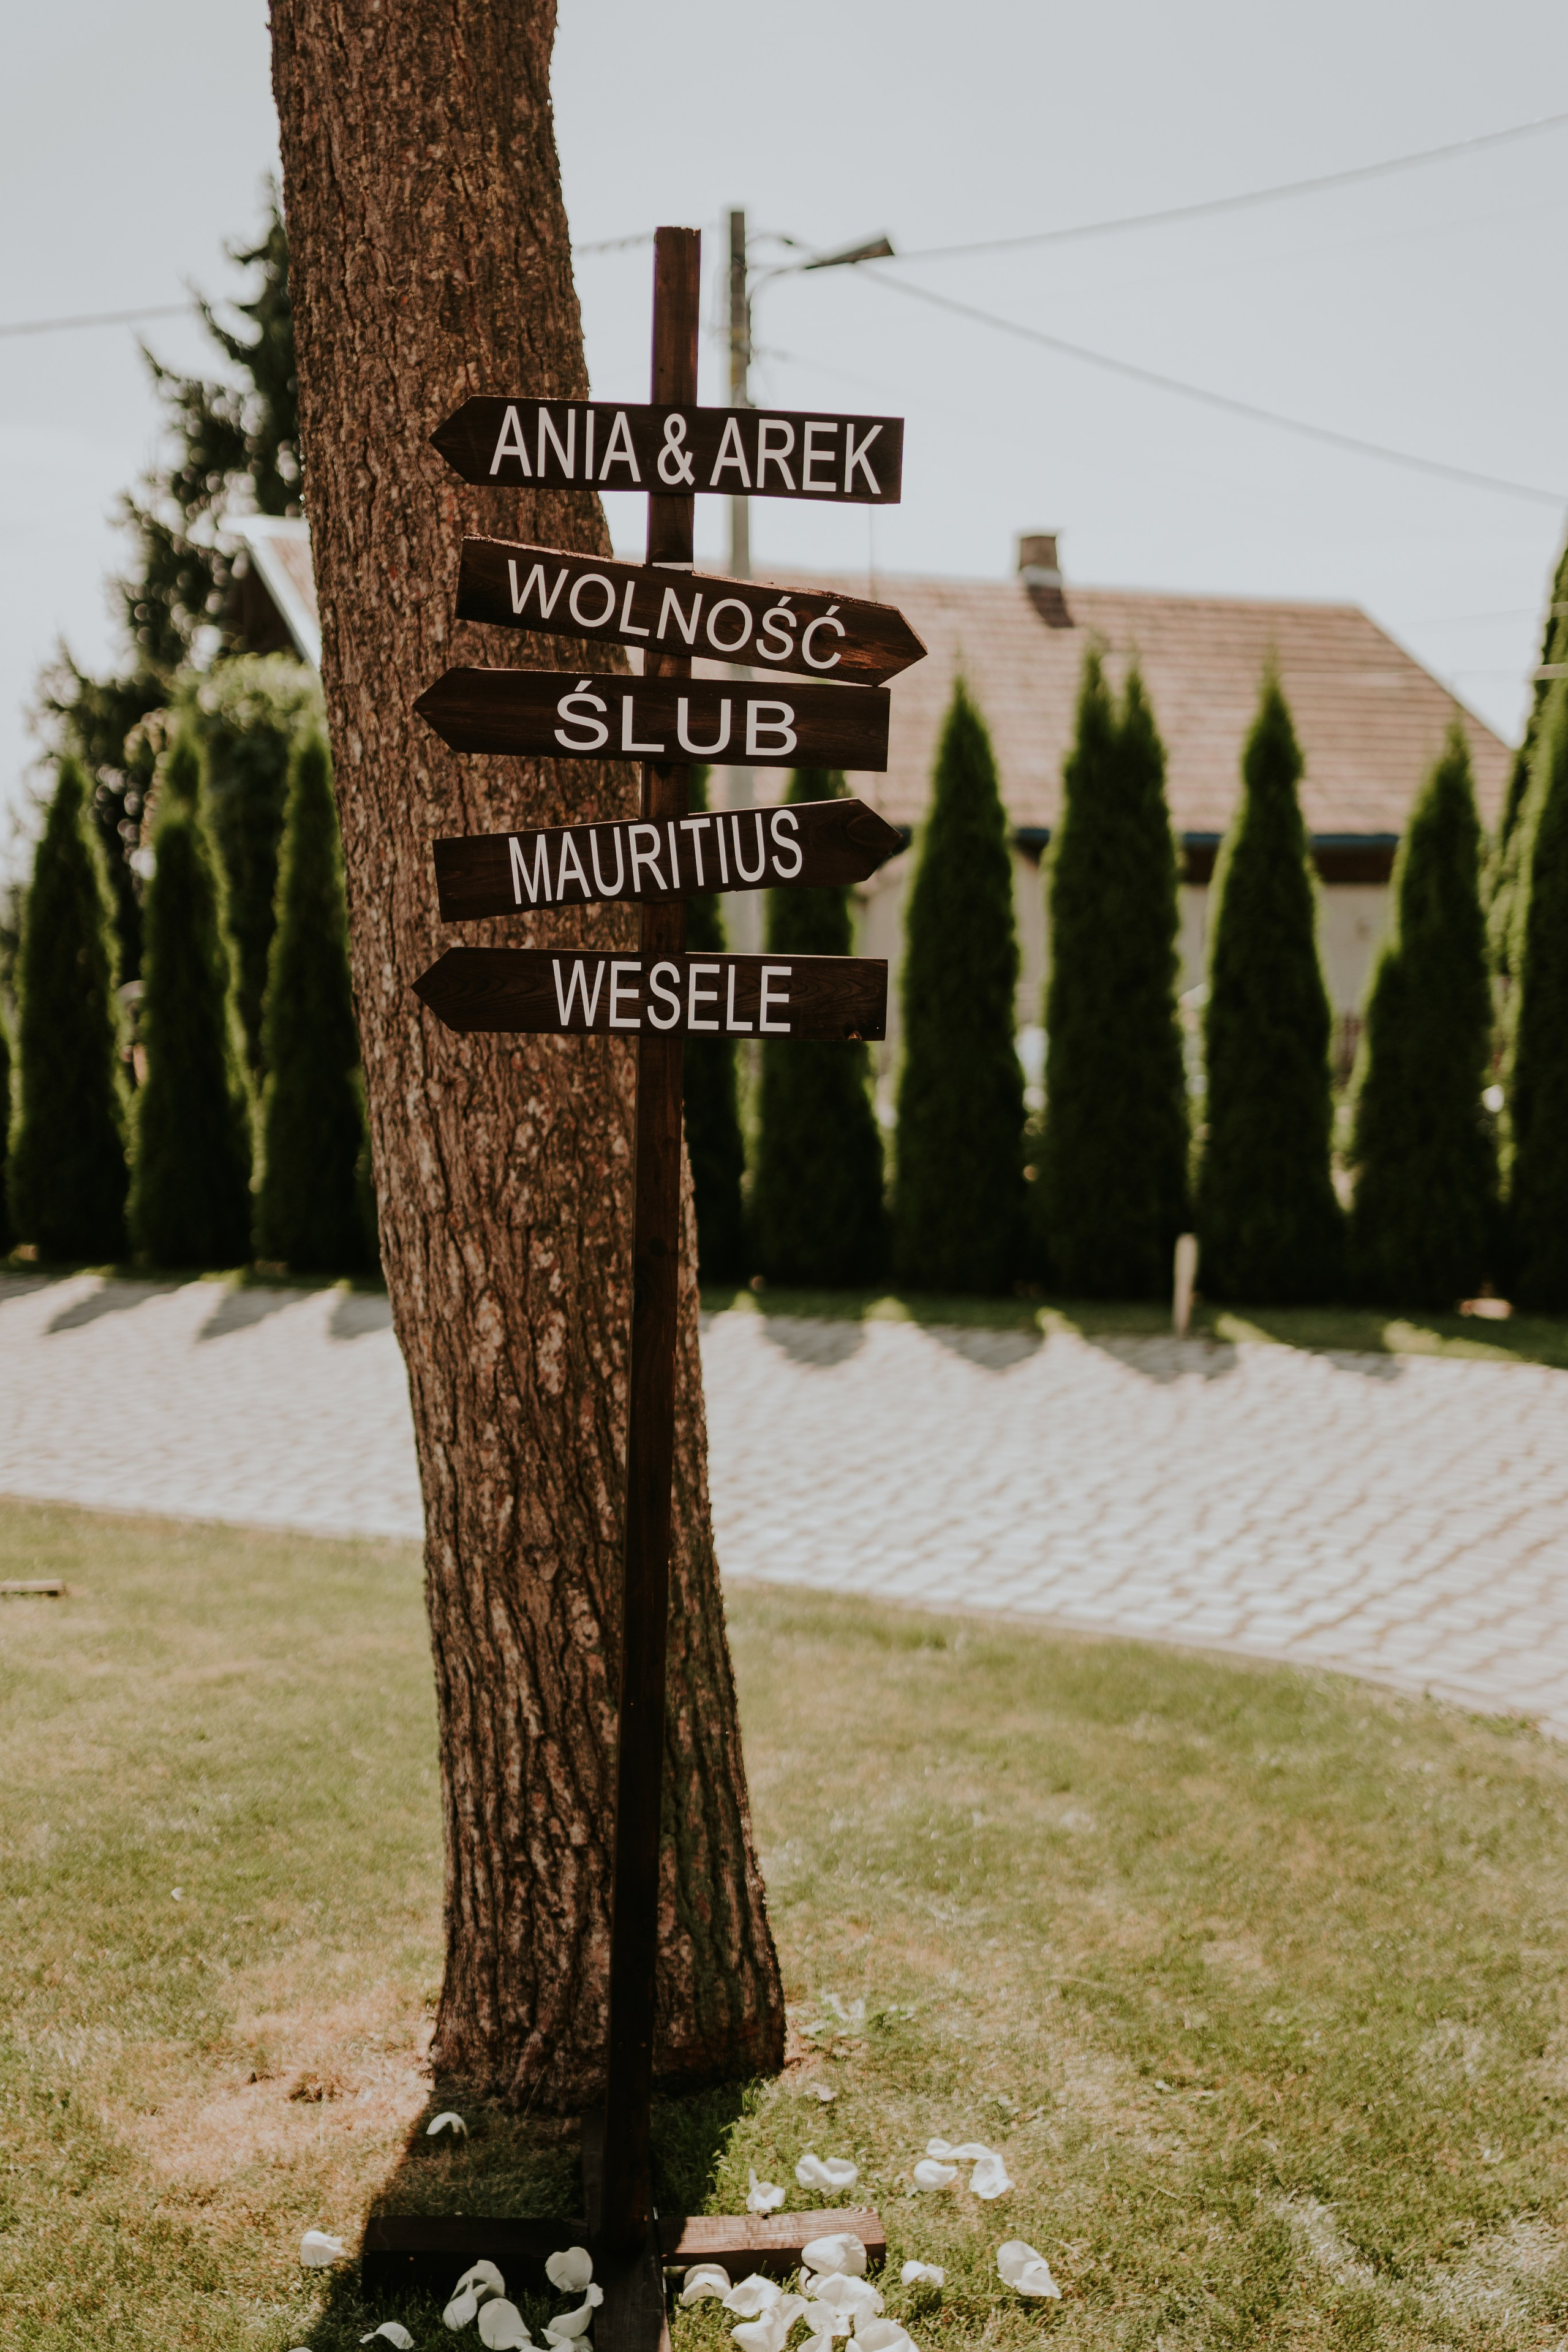 ANIA & AREK
WOLNOŚĆ
ŚLUB
MAURITIUS
WESELE